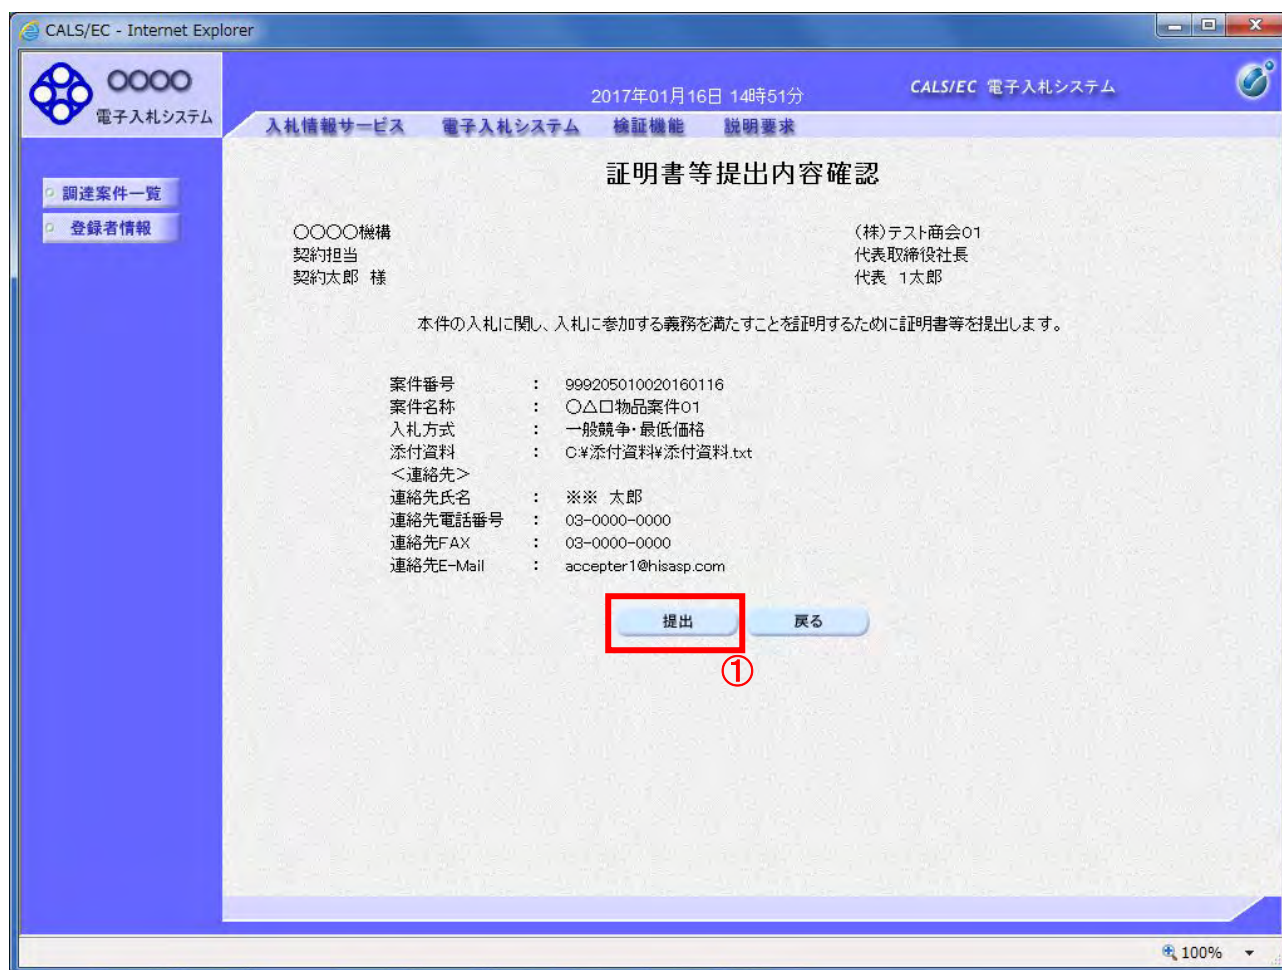 CALS/EC - Internet Explorer
○○○○
電子入札システム
2017年01月16日 14時51分
CALS/EC 電子入札システム
入札情報サービス 電子入札システム 検証機能 説明要求
調達案件一覧
登録者情報
証明書等提出内容確認
○○○○機構
契約担当
契約太郎 様
(株)テスト商会01
代表取締役社長
代表 1太郎
本件の入札に関し、入札に参加する義務を満たすことを証明するために証明書等を提出します。
案件番号 : 999205010020160116
案件名称 : ○△口物品案件01
入札方式 : 一般競争・最低価格
添付資料 : C:¥添付資料¥添付資料.txt
<連絡先>
連絡先氏名 : ※※ 太郎
連絡先電話番号 : 03-0000-0000
連絡先FAX : 03-0000-0000
連絡先E-Mail : accepter1@hisasp.com
提出 戻る
①
100%